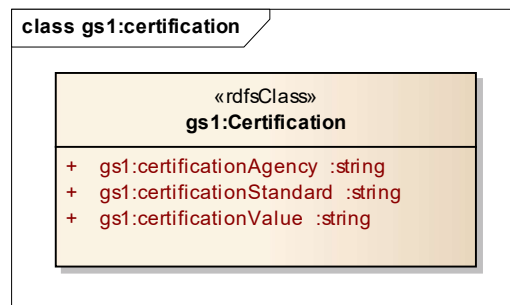 class gs1:certification
«rdfsClass»
gs1:Certification
+ gs1:certificationAgency :string
+ gs1:certificationStandard :string
+ gs1:certificationValue :string